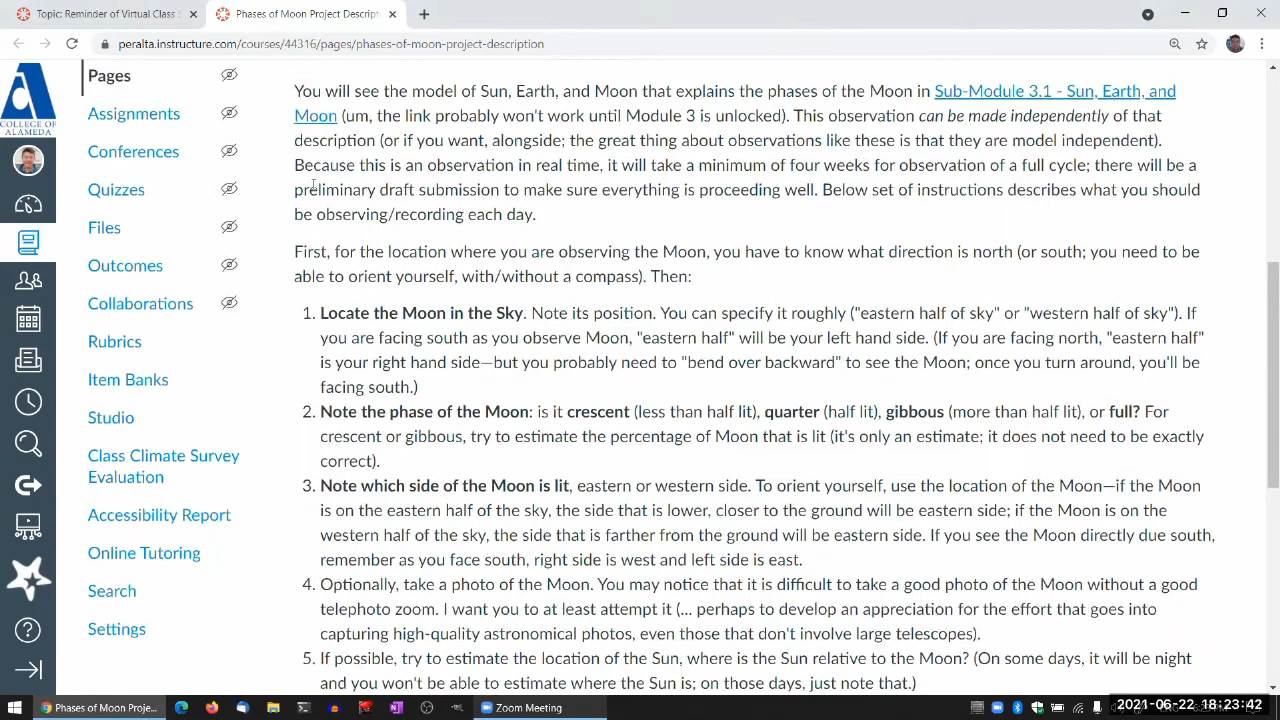 Topic: Reminder of Virtual Class
Phases of Moon Project Descript
peralta.instructure.com/courses/44316/pages/phases-of-moon-project-description
COLLEGE OF
ALAMEDA
Pages
Assignments
Conferences
Quizzes
Files
Outcomes
Collaborations
Rubrics
Item Banks
Studio
Class Climate Survey
Evaluation
Accessibility Report
Online Tutoring
Search
Settings
You will see the model of Sun, Earth, and Moon that explains the phases of the Moon in Sub-Module 3.1 - Sun, Earth, and
Moon (um, the link probably won't work until Module 3 is unlocked). This observation can be made independently of that
description (or if you want, alongside; the great thing about observations like these is that they are model independent).
Because this is an observation in real time, it will take a minimum of four weeks for observation of a full cycle; there will be a
preliminary draft submission to make sure everything is proceeding well. Below set of instructions describes what you should
be observing/recording each day.
First, for the location where you are observing the Moon, you have to know what direction is north (or south; you need to be
able to orient yourself, with/without a compass). Then:
1. Locate the Moon in the Sky. Note its position. You can specify it roughly ("eastern half of sky" or "western half of sky"). If
you are facing south as you observe Moon, "eastern half" will be your left hand side. (If you are facing north, "eastern half"
is your right hand side—but you probably need to "bend over backward" to see the Moon; once you turn around, you'll be
facing south.)
2. Note the phase of the Moon: is it crescent (less than half lit), quarter (half lit), gibbous (more than half lit), or full? For
crescent or gibbous, try to estimate the percentage of Moon that is lit (it's only an estimate; it does not need to be exactly
correct).
3. Note which side of the Moon is lit, eastern or western side. To orient yourself, use the location of the Moon—if the Moon
is on the eastern half of the sky, the side that is lower, closer to the ground will be eastern side; if the Moon is on the
western half of the sky, the side that is farther from the ground will be eastern side. If you see the Moon directly due south,
remember as you face south, right side is west and left side is east.
4. Optionally, take a photo of the Moon. You may notice that it is difficult to take a good photo of the Moon without a good
telephoto zoom. I want you to at least attempt it (... perhaps to develop an appreciation for the effort that goes into
capturing high-quality astronomical photos, even those that don't involve large telescopes).
5. If possible, try to estimate the location of the Sun, where is the Sun relative to the Moon? (On some days, it will be night
and you won't be able to estimate where the Sun is; on those days, just note that.)
Phases of Moon Proje...
Zoom Meeting
2021-06-22 18:23:42